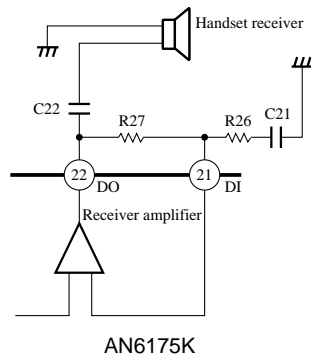 Handset receiver
C22
R27
R26
C21
22
DO
21
DI
Receiver amplifier
AN6175K